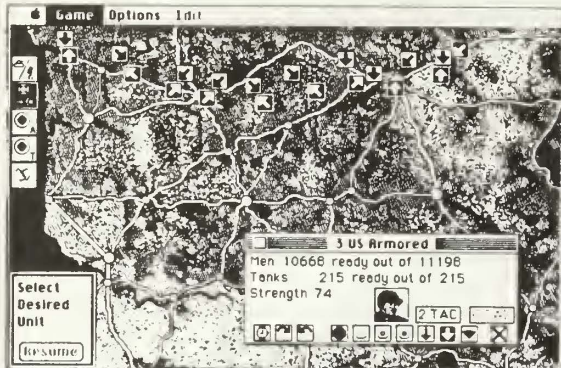 Game Options Edit
3 US Armored
Men 10668 ready out of 11198
Tanks 215 ready out of 215
Strength 74
2 TAC
Select
Desired
Unit
Resume